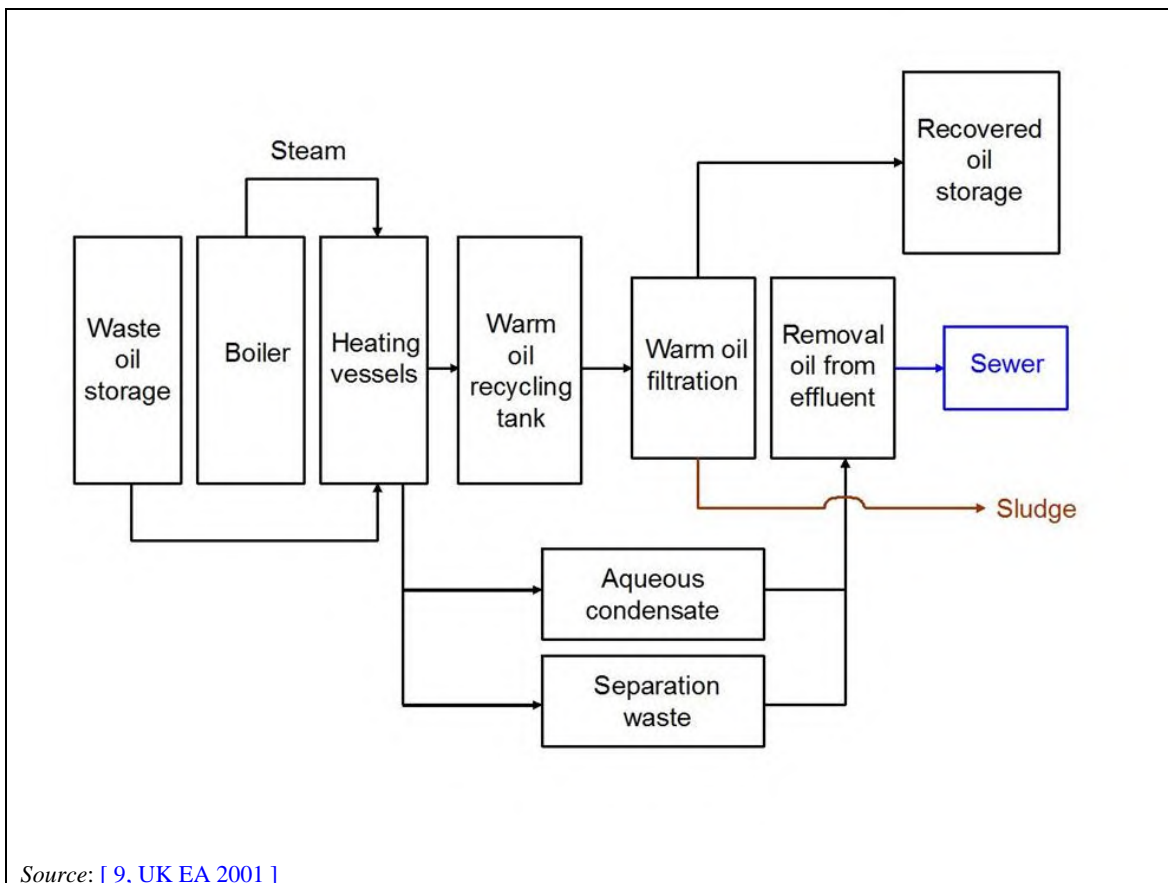 Recovered
oil
storage
Steam
Waste
oil
storage
Boiler
Heating
vessels
Warm
oil
recycling
tank
Warm oil
filtration
Removal
oil from
effluent
Sewer
Sludge
Aqueous
condensate
Separation
waste
Source: [ 9, UK EA 2001 ]